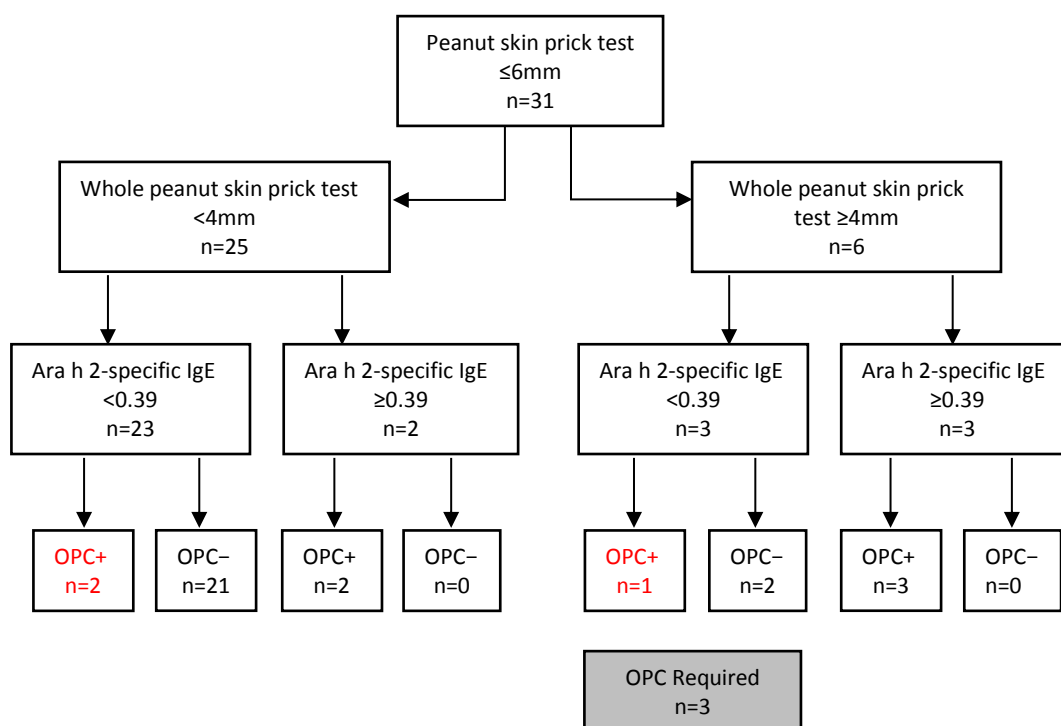 Peanut skin prick test
≤6mm
n=31
Whole peanut skin prick test
<4mm
n=25
Whole peanut skin prick
test ≥4mm
n=6
Ara h 2-specific IgE
<0.39
n=23
Ara h 2-specific IgE
≥0.39
n=2
Ara h 2-specific IgE
<0.39
n=3
Ara h 2-specific IgE
≥0.39
n=3
OPC+
n=2
OPC−
n=21
OPC+
n=2
OPC−
n=0
OPC+
n=1
OPC−
n=2
OPC+
n=3
OPC−
n=0
OPC Required
n=3